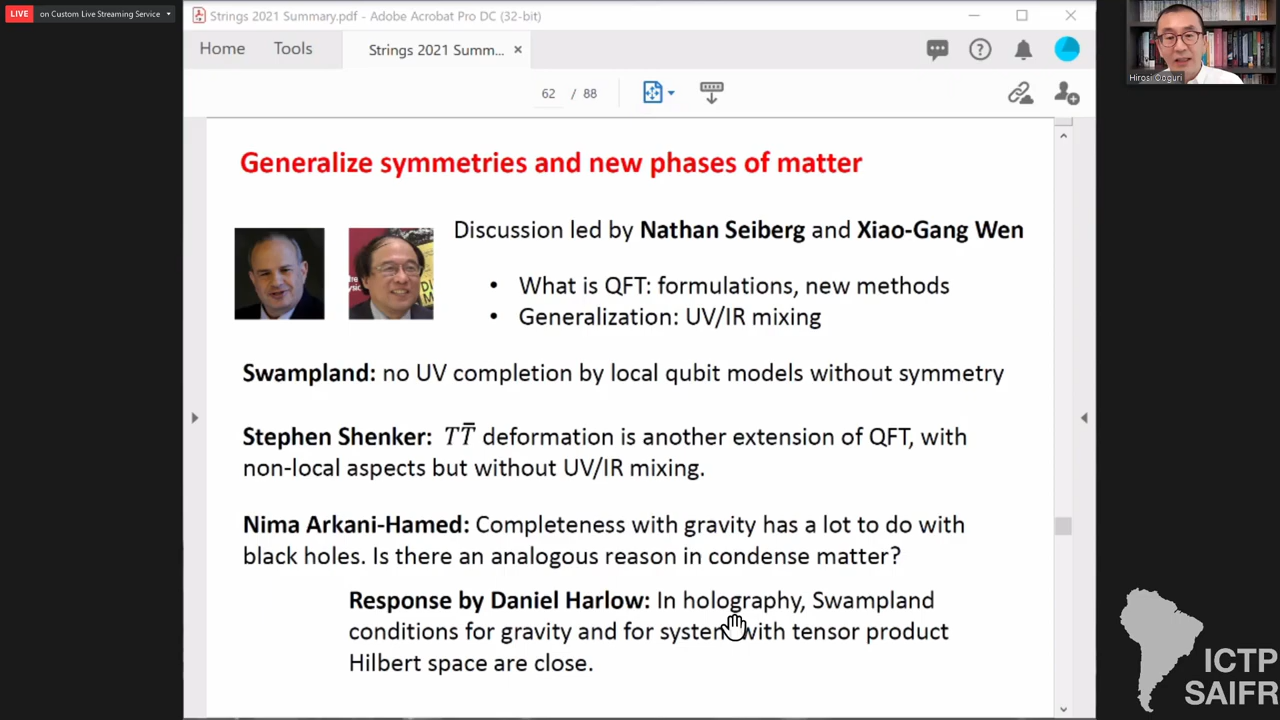 LIVE on Custom Live Streaming Service
Strings 2021 Summary.pdf - Adobe Acrobat Pro DC (32-bit)
Home Tools Strings 2021 Summ... ×
62 / 88
Hirosi Ooguri
Generalize symmetries and new phases of matter
Discussion led by Nathan Seiberg and Xiao-Gang Wen
• What is QFT: formulations, new methods
• Generalization: UV/IR mixing
Swampland: no UV completion by local qubit models without symmetry
Stephen Shenker: TT̄ deformation is another extension of QFT, with
non-local aspects but without UV/IR mixing.
Nima Arkani-Hamed: Completeness with gravity has a lot to do with
black holes. Is there an analogous reason in condense matter?
Response by Daniel Harlow: In holography, Swampland
conditions for gravity and for system with tensor product
Hilbert space are close.
ICTP
SAIFR